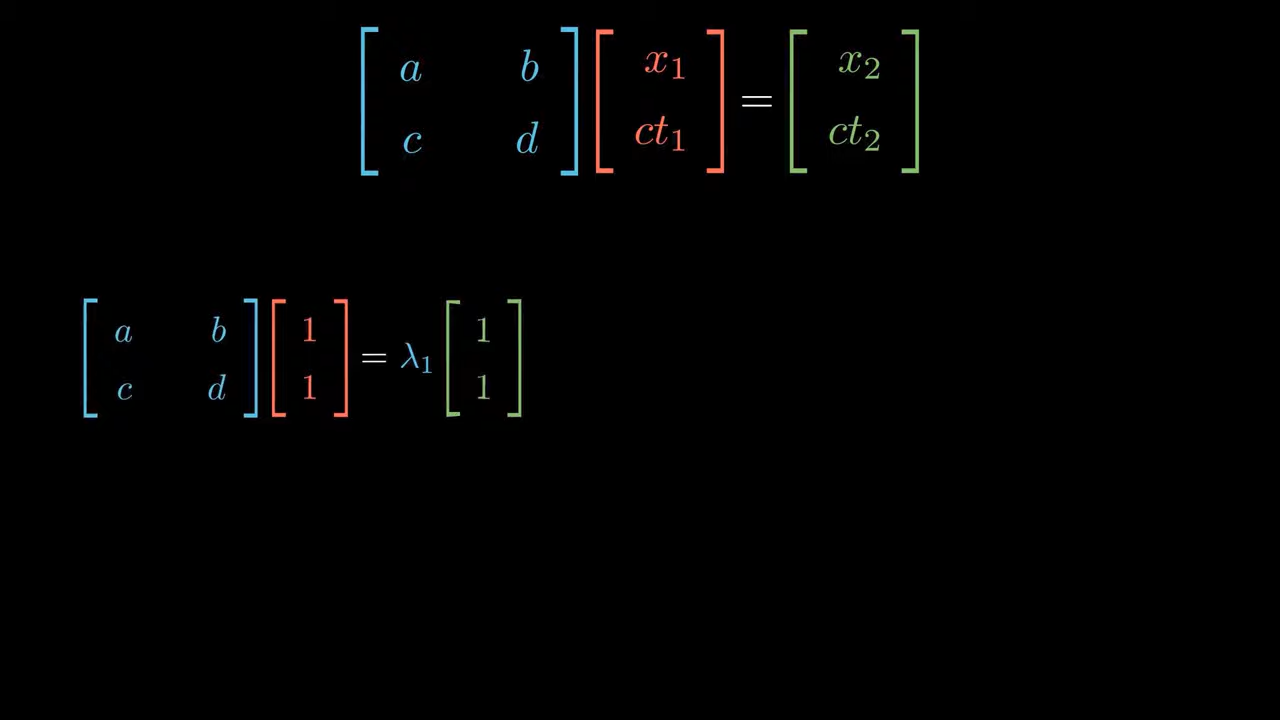 [ a b ] [ x₁ ] = [ x₂ ]
[ c d ] [ ct₁ ] [ ct₂ ]
[ a b ] [ 1 ] = λ₁ [ 1 ]
[ c d ] [ 1 ] [ 1 ]